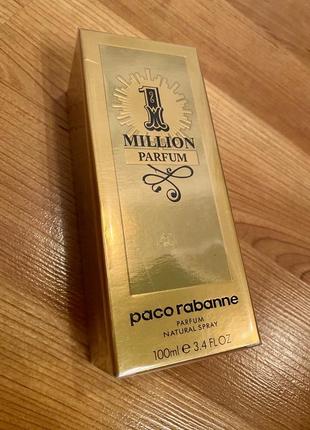 1
MILLION
PARFUM
paco rabanne
PARFUM
NATURAL SPRAY
100ml e 3.4 FL OZ